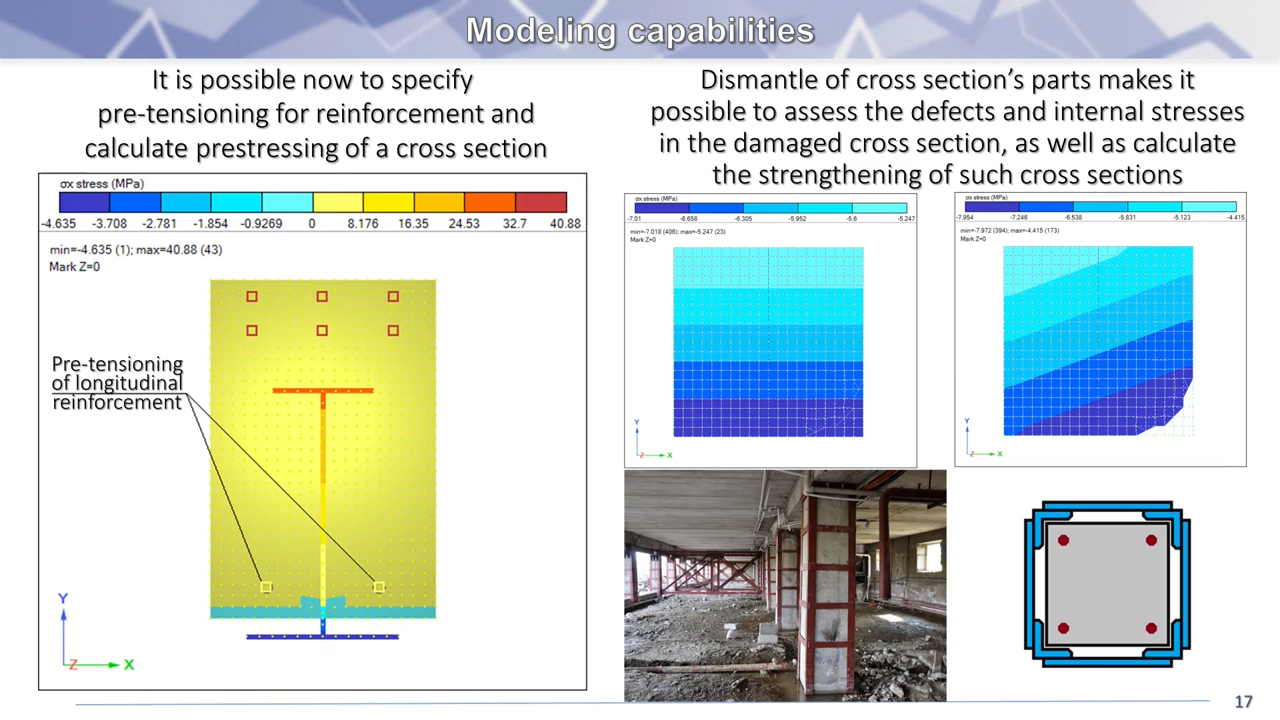 Modeling capabilities
It is possible now to specify
pre-tensioning for reinforcement and
calculate prestressing of a cross section
σx stress (MPa)
-4.635 -3.708 -2.781 -1.854 -0.9269 0 8.176 16.35 24.53 32.7 40.88
min=-4.635 (1); max=40.88 (43)
Mark Z=0
Pre-tensioning
of longitudinal
reinforcement
Y
Z X
Dismantle of cross section’s parts makes it
possible to assess the defects and internal stresses
in the damaged cross section, as well as calculate
the strengthening of such cross sections
σx stress (MPa)
-7.01 -6.658 -6.305 -5.952 -5.6 -5.247
min=-7.018 (406); max=-5.247 (23)
Mark Z=0
Y
Z X
σx stress (MPa)
-7.954 -7.246 -6.538 -5.831 -5.123 -4.415
min=-7.972 (394); max=-4.415 (173)
Mark Z=0
Y
Z X
17